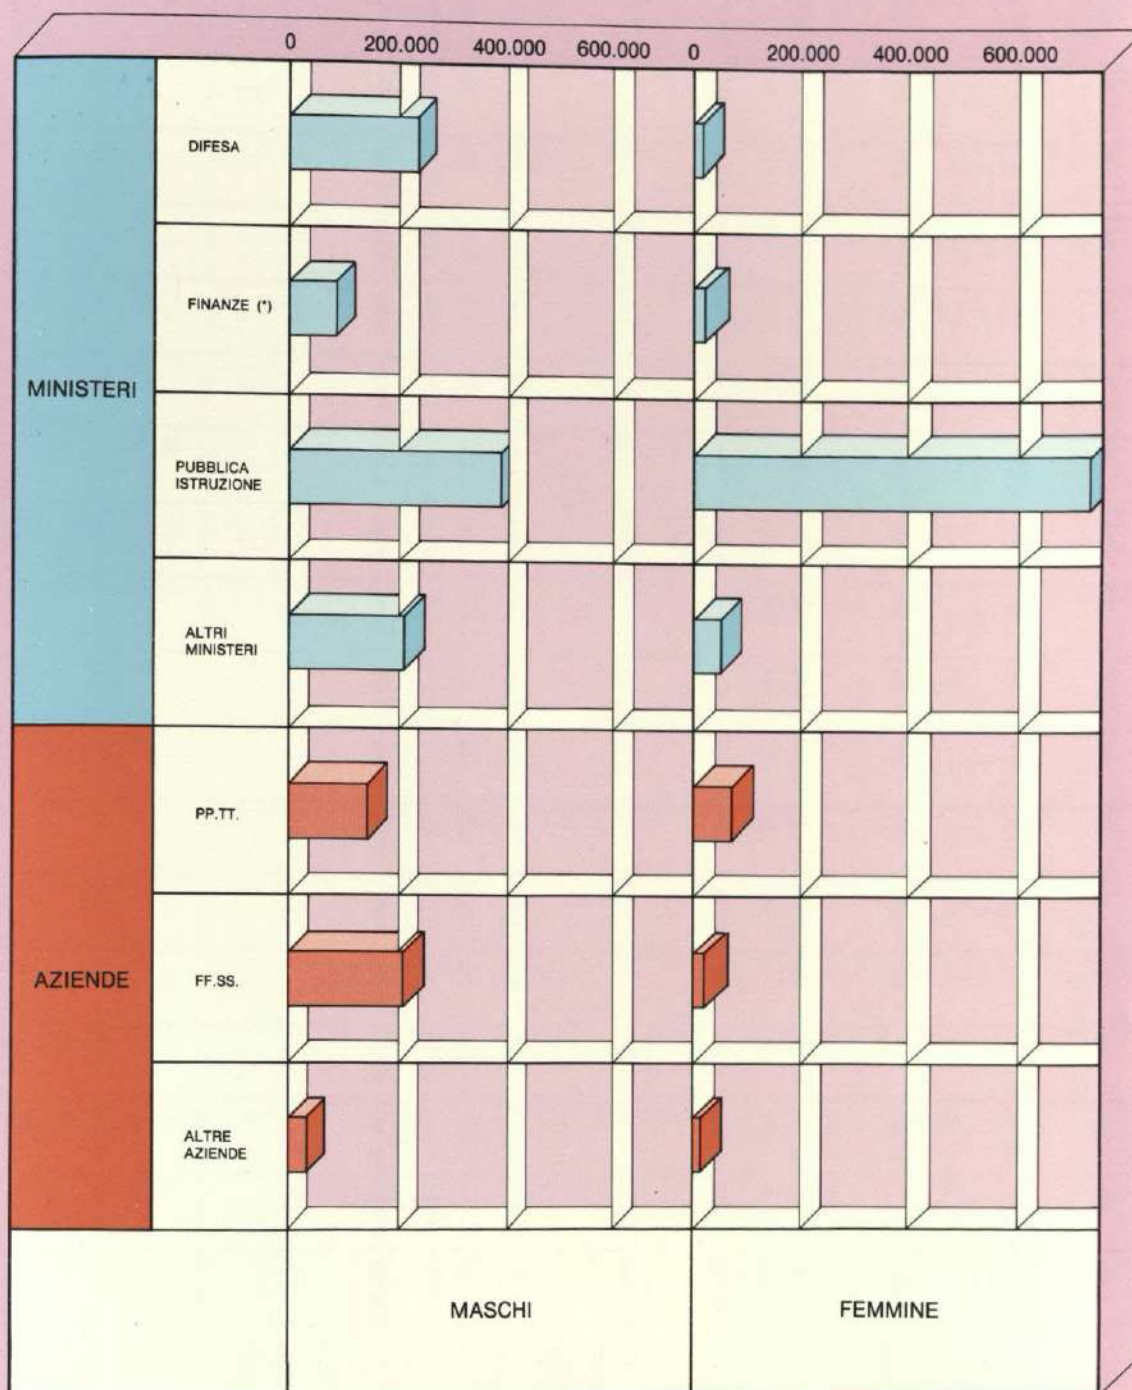 0 200.000 400.000 600.000 0 200.000 400.000 600.000
MINISTERI
DIFESA
FINANZE (*)
PUBBLICA
ISTRUZIONE
ALTRI
MINISTERI
AZIENDE
PP.TT.
FF.SS.
ALTRE
AZIENDE
MASCHI
FEMMINE